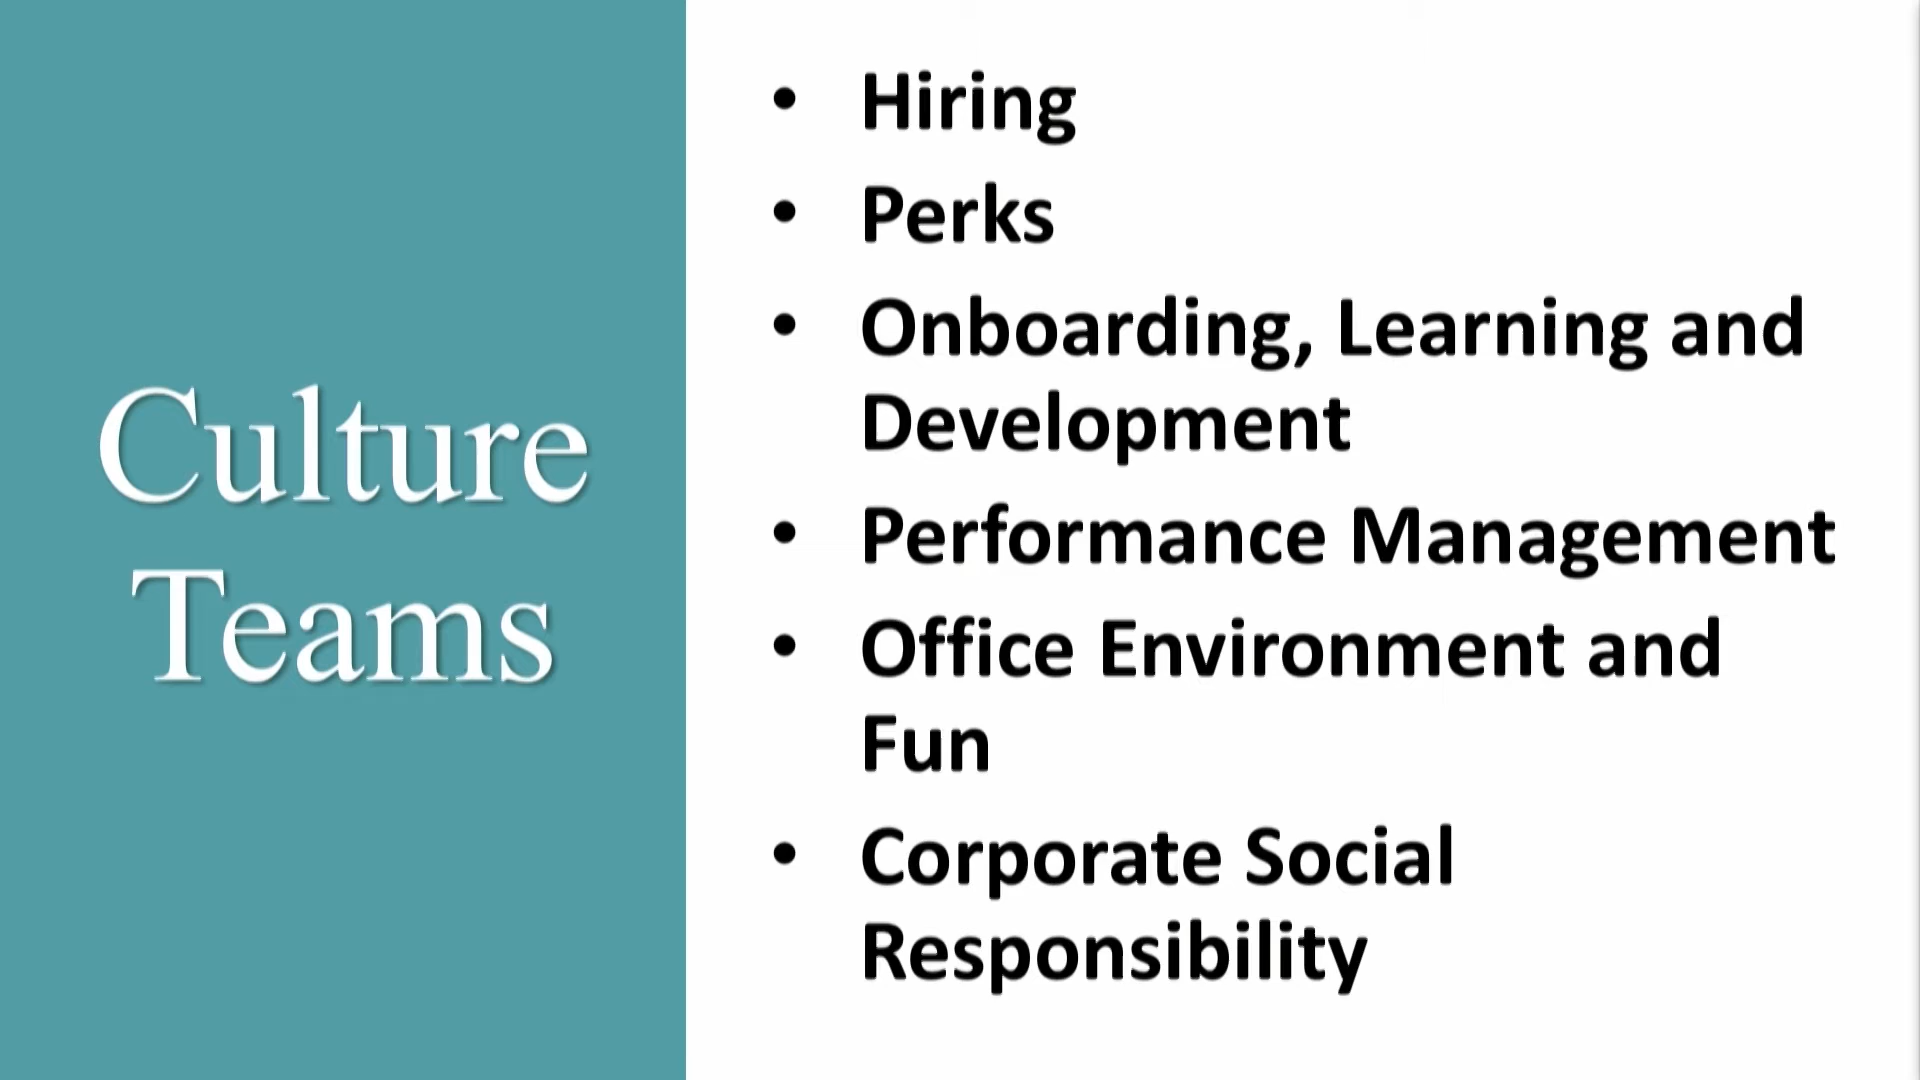 Culture
Teams
• Hiring
• Perks
• Onboarding, Learning and
Development
• Performance Management
• Office Environment and
Fun
• Corporate Social
Responsibility